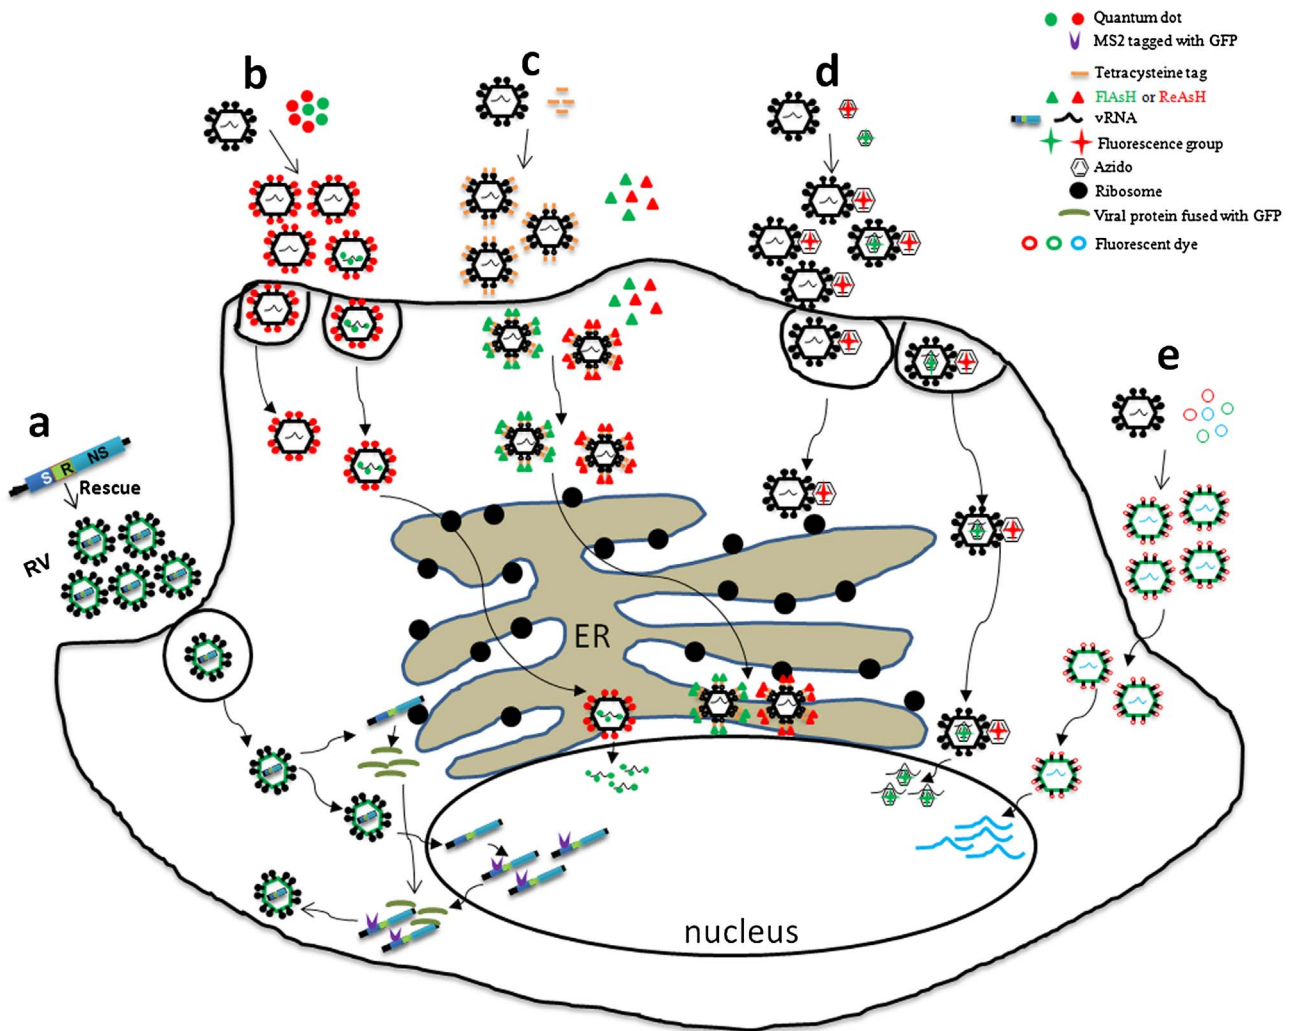 b
c
d
Quantum dot
MS2 tagged with GFP
Tetracysteine tag
FlAsH or ReAsH
vRNA
Fluorescence group
Azido
Ribosome
Viral protein fused with GFP
Fluorescent dye
e
a
S R NS
Rescue
RV
ER
nucleus